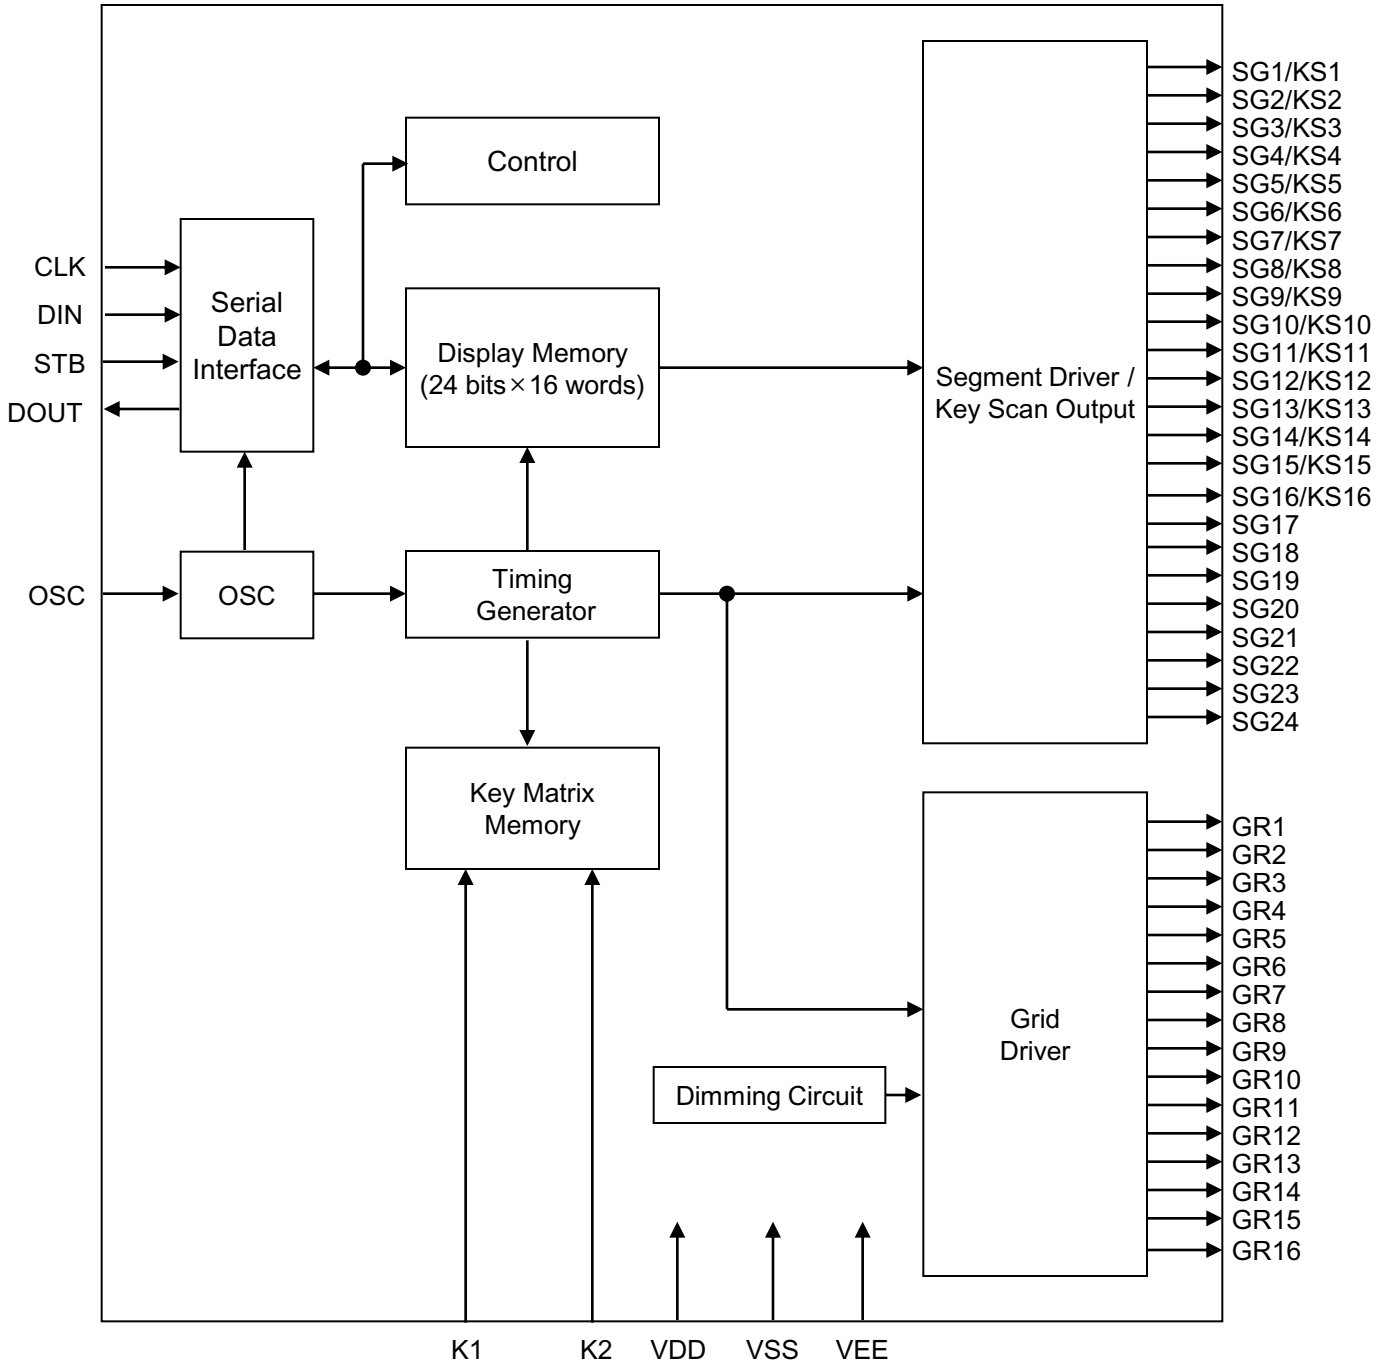 CLK
DIN
STB
DOUT
OSC
Serial
Data
Interface
OSC
Control
Display Memory
(24 bits×16 words)
Timing
Generator
Key Matrix
Memory
Segment Driver /
Key Scan Output
Grid
Driver
Dimming Circuit
SG1/KS1
SG2/KS2
SG3/KS3
SG4/KS4
SG5/KS5
SG6/KS6
SG7/KS7
SG8/KS8
SG9/KS9
SG10/KS10
SG11/KS11
SG12/KS12
SG13/KS13
SG14/KS14
SG15/KS15
SG16/KS16
SG17
SG18
SG19
SG20
SG21
SG22
SG23
SG24
GR1
GR2
GR3
GR4
GR5
GR6
GR7
GR8
GR9
GR10
GR11
GR12
GR13
GR14
GR15
GR16
K1
K2
VDD
VSS
VEE